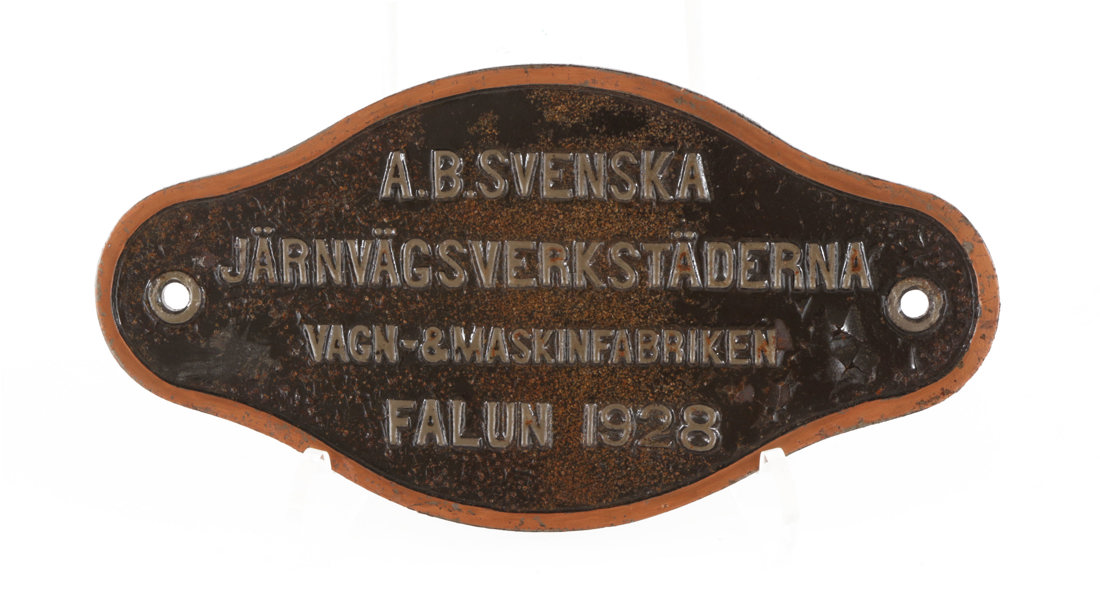 A.B. SVENSKA
JÄRNVÄGSVERKSTÄDERNA
VAGN-&MASKINFABRIKEN
FALUN 1928